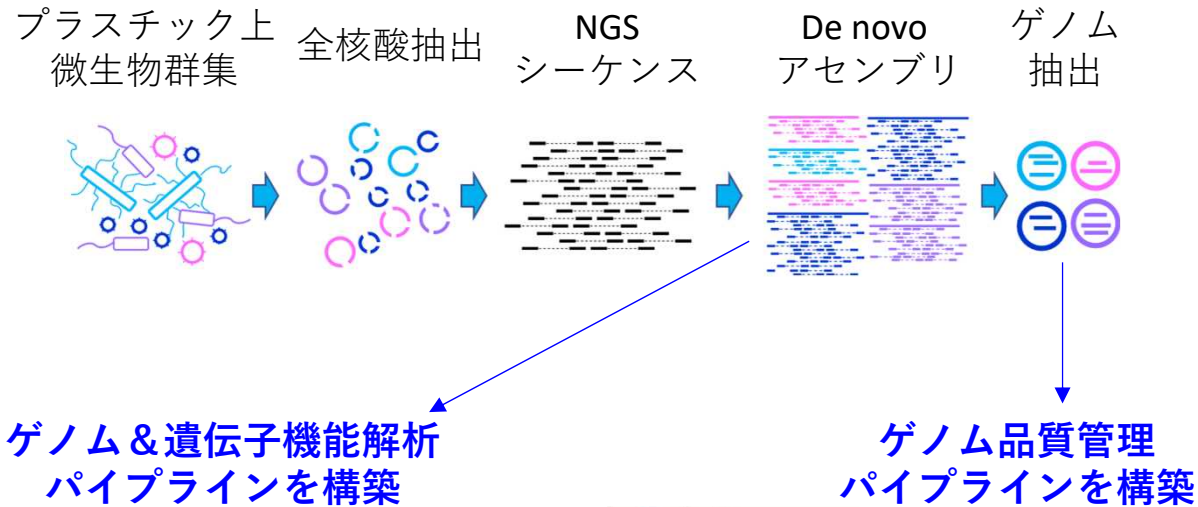 プラスチック上
微生物群集
全核酸抽出
NGS
シーケンス
De novo
アセンブリ
ゲノム
抽出
ゲノム＆遺伝子機能解析
パイプラインを構築
ゲノム品質管理
パイプラインを構築